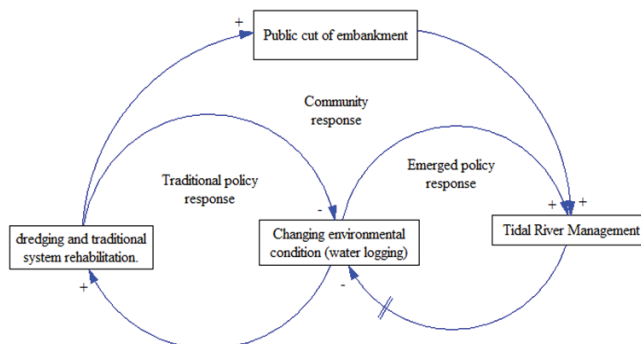 +
Public cut of embankment
Community
response
Traditional policy
response
Emerged policy
response
-
+
+
dredging and traditional
system rehabilitation.
Changing environmental
condition (water logging)
Tidal River Management
+
-